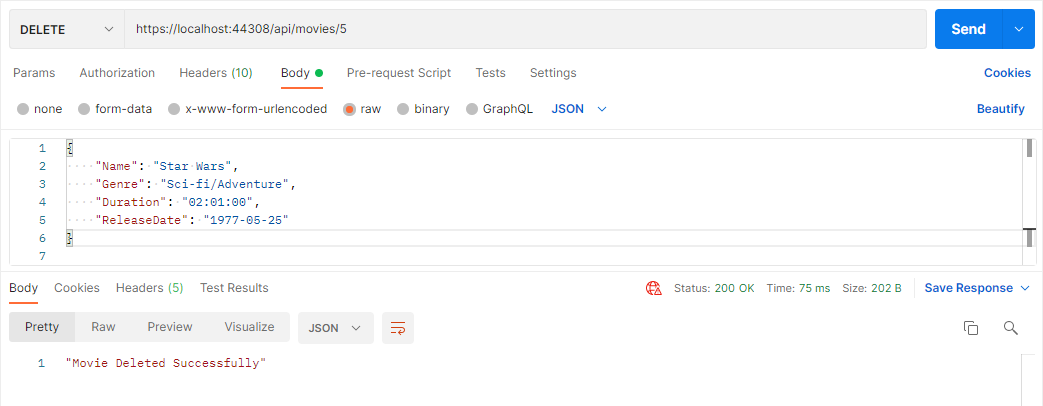 DELETE https://localhost:44308/api/movies/5 Send
Params Authorization Headers (10) Body Pre-request Script Tests Settings Cookies
none form-data x-www-form-urlencoded raw binary GraphQL JSON Beautify
1 {
2 ····"Name":·"Star·Wars",
3 ····"Genre":·"Sci-fi/Adventure",
4 ····"Duration":·"02:01:00",
5 ····"ReleaseDate":·"1977-05-25"
6 }
7
Body Cookies Headers (5) Test Results Status: 200 OK Time: 75 ms Size: 202 B Save Response
Pretty Raw Preview Visualize JSON
1 "Movie Deleted Successfully"